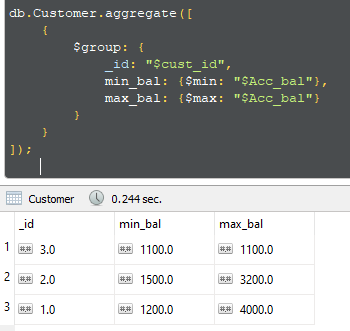 db.Customer.aggregate([
{
$group: {
_id: "$cust_id",
min_bal: {$min: "$Acc_bal"},
max_bal: {$max: "$Acc_bal"}
}
}
]);
Customer 0.244 sec.
_id min_bal max_bal
1 3.0 1100.0 1100.0
2 2.0 1500.0 3200.0
3 1.0 1200.0 4000.0